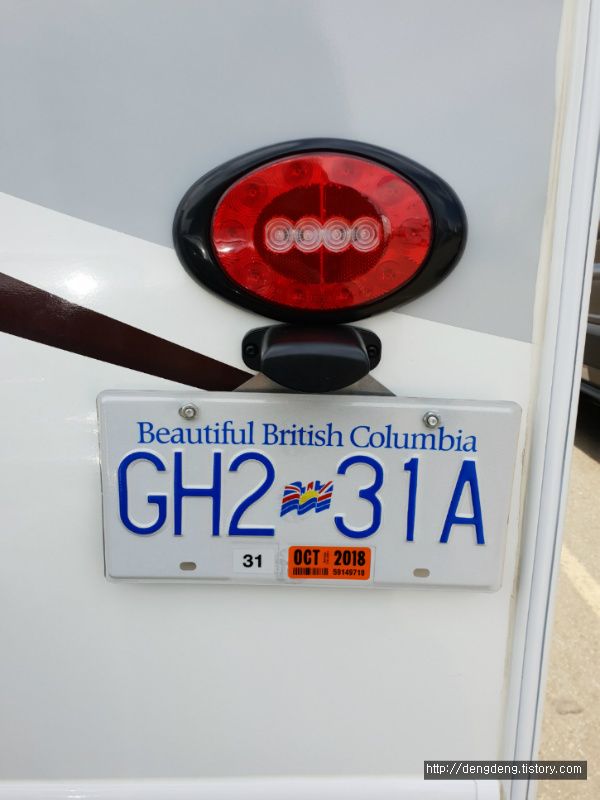 Beautiful British Columbia
GH2 31A
31 OCT 2018
59149718
http://dengdeng.tistory.com